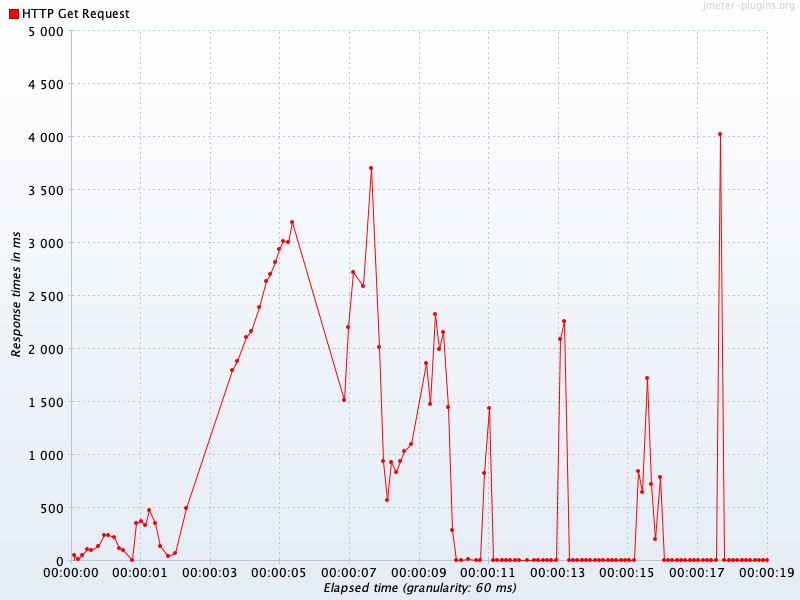 jmeter-plugins.org
HTTP Get Request
5 000
4 500
4 000
3 500
3 000
2 500
2 000
1 500
1 000
500
0
Response times in ms
00:00:00 00:00:01 00:00:03 00:00:05 00:00:07 00:00:09 00:00:11 00:00:13 00:00:15 00:00:17 00:00:19
Elapsed time (granularity: 60 ms)